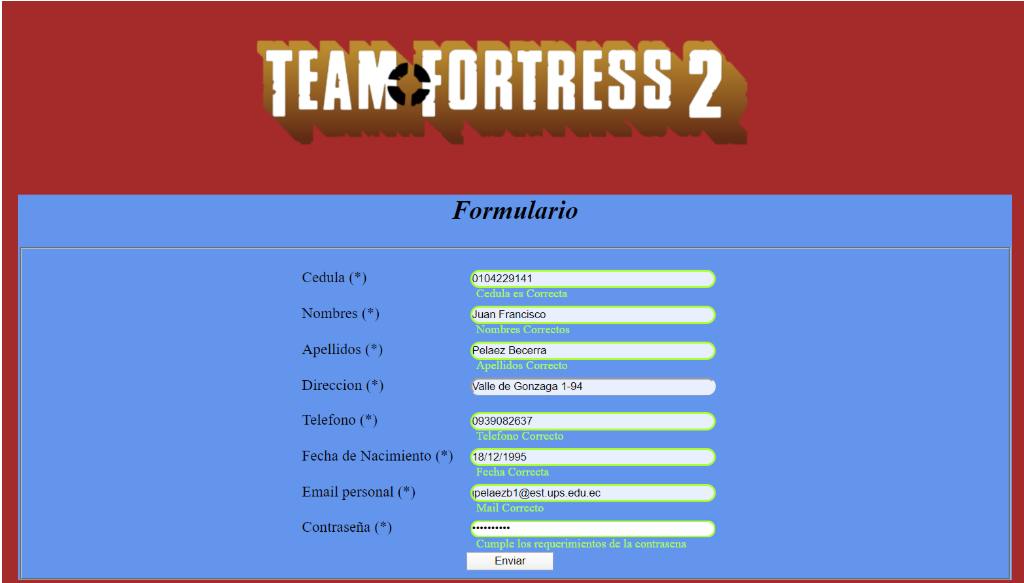 TEAM FORTRESS 2
Formulario
Cedula (*) 0104229141
Cedula es Correcta
Nombres (*) Juan Francisco
Nombres Correctos
Apellidos (*) Pelaez Becerra
Apellidos Correcto
Direccion (*) Valle de Gonzaga 1-94
Telefono (*) 0939082637
Telefono Correcto
Fecha de Nacimiento (*) 18/12/1995
Fecha Correcta
Email personal (*) pelaezb1@est.ups.edu.ec
Mail Correcto
Contraseña (*) ••••••••••
Cumple los requerimientos de la contrasena
Enviar